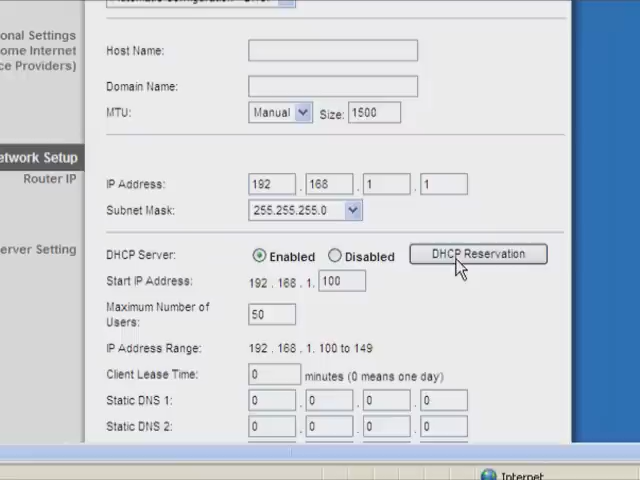 onal Settings
ome Internet
ce Providers)
etwork Setup
Router IP
erver Setting
Host Name:
Domain Name:
MTU: Manual Size: 1500
IP Address: 192 . 168 . 1 . 1
Subnet Mask: 255.255.255.0
DHCP Server: Enabled Disabled DHCP Reservation
Start IP Address: 192 . 168 . 1. 100
Maximum Number of
Users: 50
IP Address Range: 192 . 168 . 1. 100 to 149
Client Lease Time: 0 minutes (0 means one day)
Static DNS 1: 0 . 0 . 0 . 0
Static DNS 2: 0 . 0 . 0 . 0
Internet